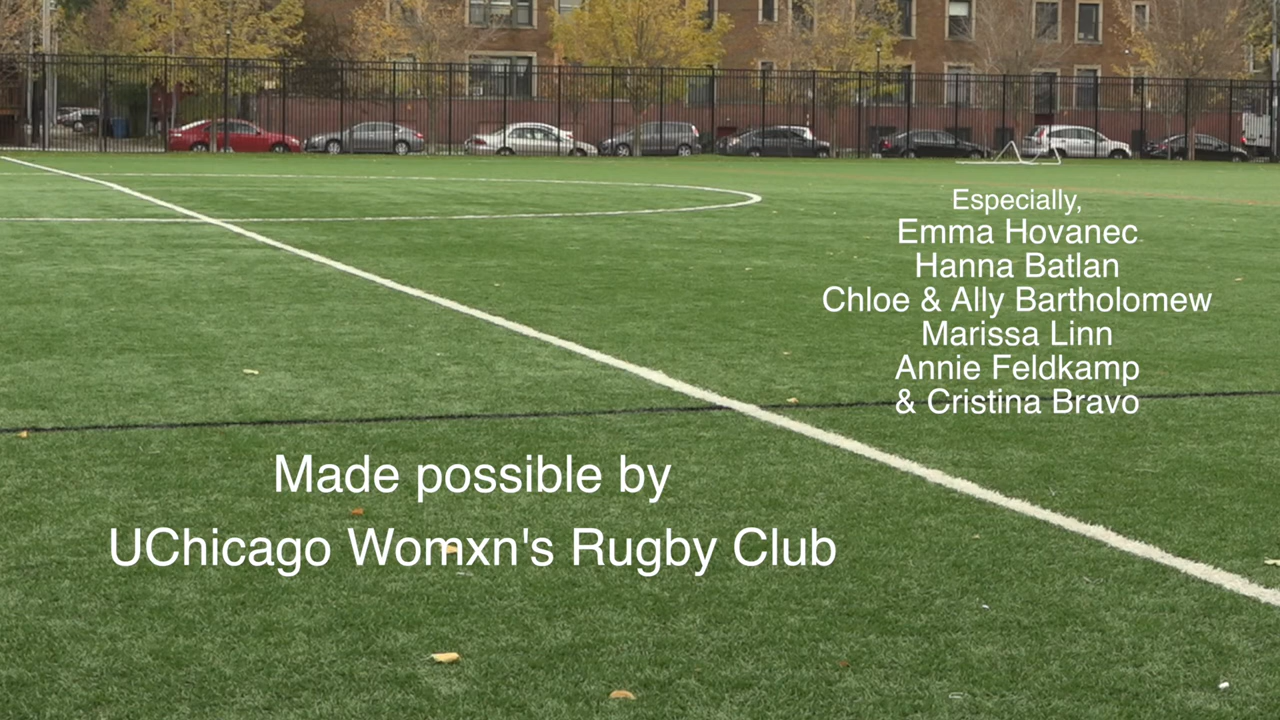 Especially,
Emma Hovanec
Hanna Batlan
Chloe & Ally Bartholomew
Marissa Linn
Annie Feldkamp
& Cristina Bravo
Made possible by
UChicago Womxn's Rugby Club